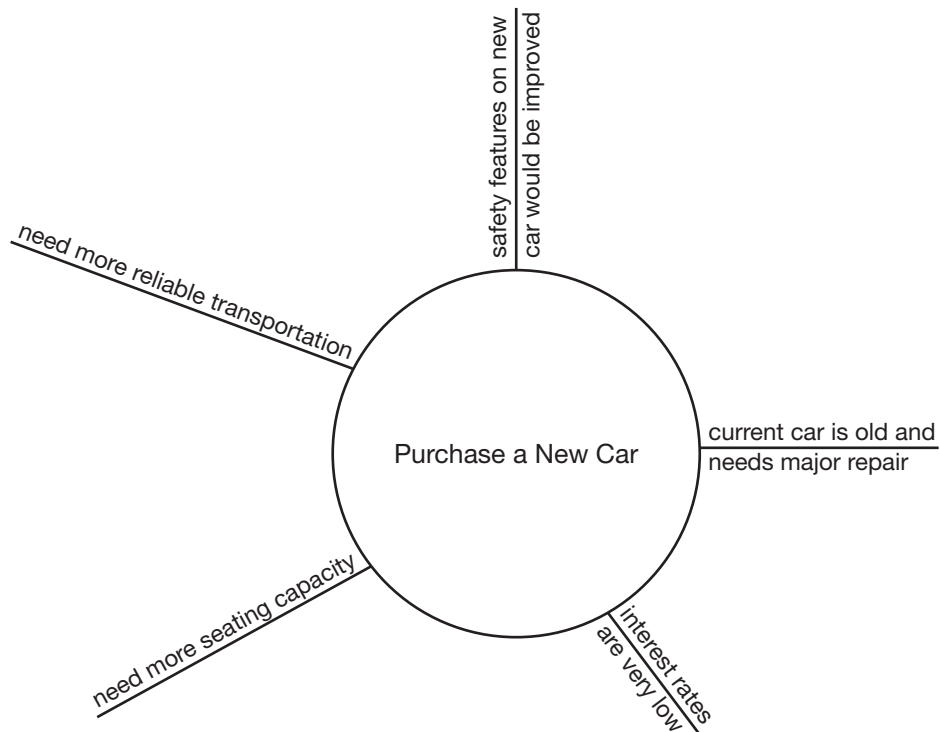 safety features on new
car would be improved
need more reliable transportation
Purchase a New Car
current car is old and
needs major repair
need more seating capacity
interest rates
are very low